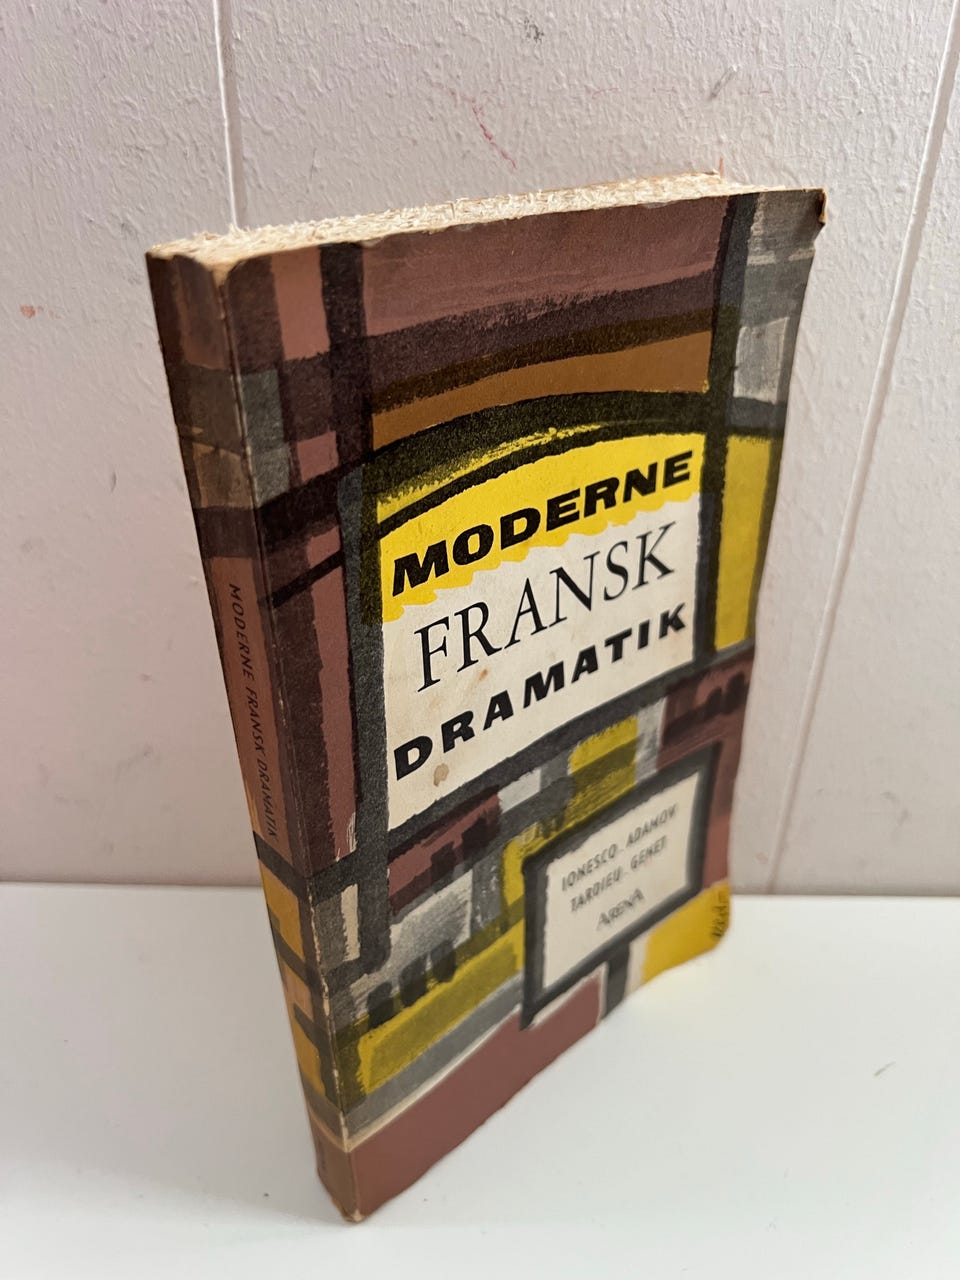 MODERNE
FRANSK
DRAMATIK
IONESCO · ADAMOV
TARDIEU · GENET
ARENA
MODERNE FRANSK DRAMATIK